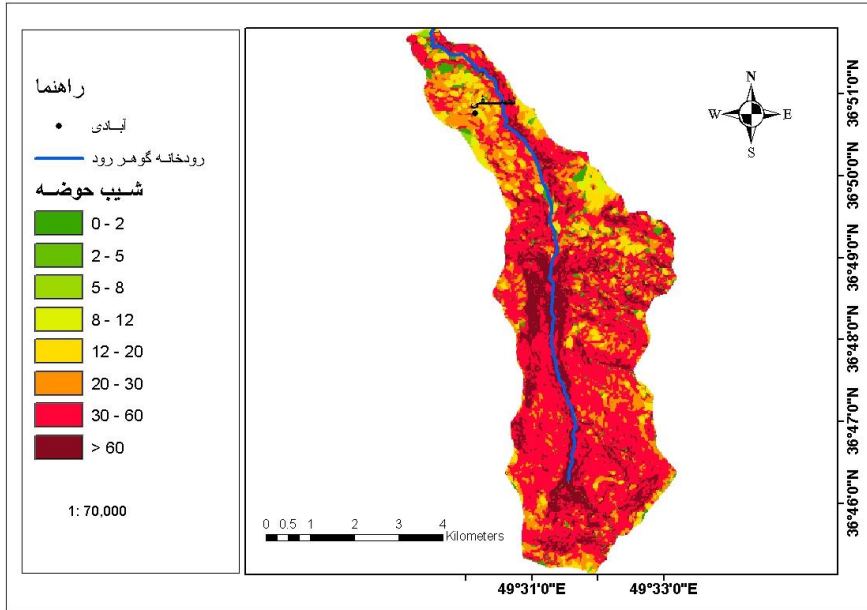 راهنما
آبادی
رودخانه گوهر رود
شیب حوضه
0 - 2
2 - 5
5 - 8
8 - 12
12 - 20
20 - 30
30 - 60
> 60
1: 70,000
N
W E
S
0 0.5 1 2 3 4
Kilometers
36°51'0"N
36°50'0"N
36°49'0"N
36°48'0"N
36°47'0"N
36°46'0"N
49°31'0"E
49°33'0"E